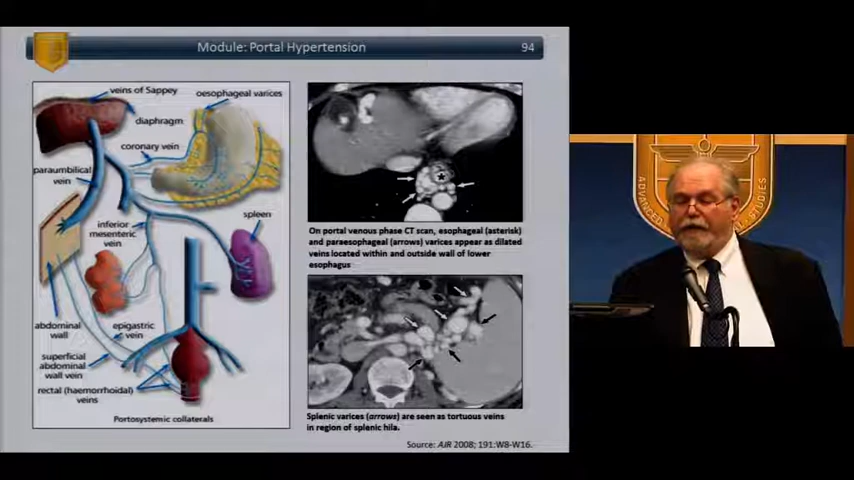 Module: Portal Hypertension
94
veins of Sappey
oesophageal varices
diaphragm
coronary vein
paraumbilical
vein
inferior
mesenteric
vein
spleen
abdominal
wall
epigastric
vein
superficial
abdominal
wall vein
rectal (haemorrhoidal)
veins
Portosystemic collaterals
On portal venous phase CT scan, esophageal (asterisk)
and paraesophageal (arrows) varices appear as dilated
veins located within and outside wall of lower
esophagus
Splenic varices (arrows) are seen as tortuous veins
in region of splenic hila.
Source: AJR 2008; 191:W8-W16.
ADVANCED
STUDIES